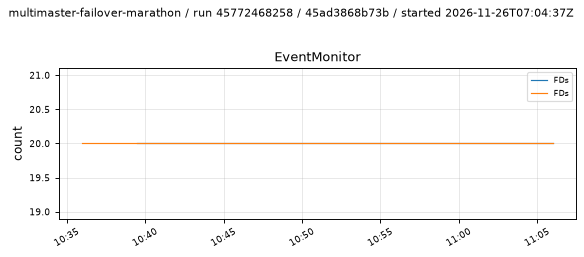 multimaster-failover-marathon / run 45772468258 / 45ad3868b73b / started 2026-11-26T07:04:37Z
EventMonitor
FDs
FDs
count
21.0
20.5
20.0
19.5
19.0
10:35
10:40
10:45
10:50
10:55
11:00
11:05